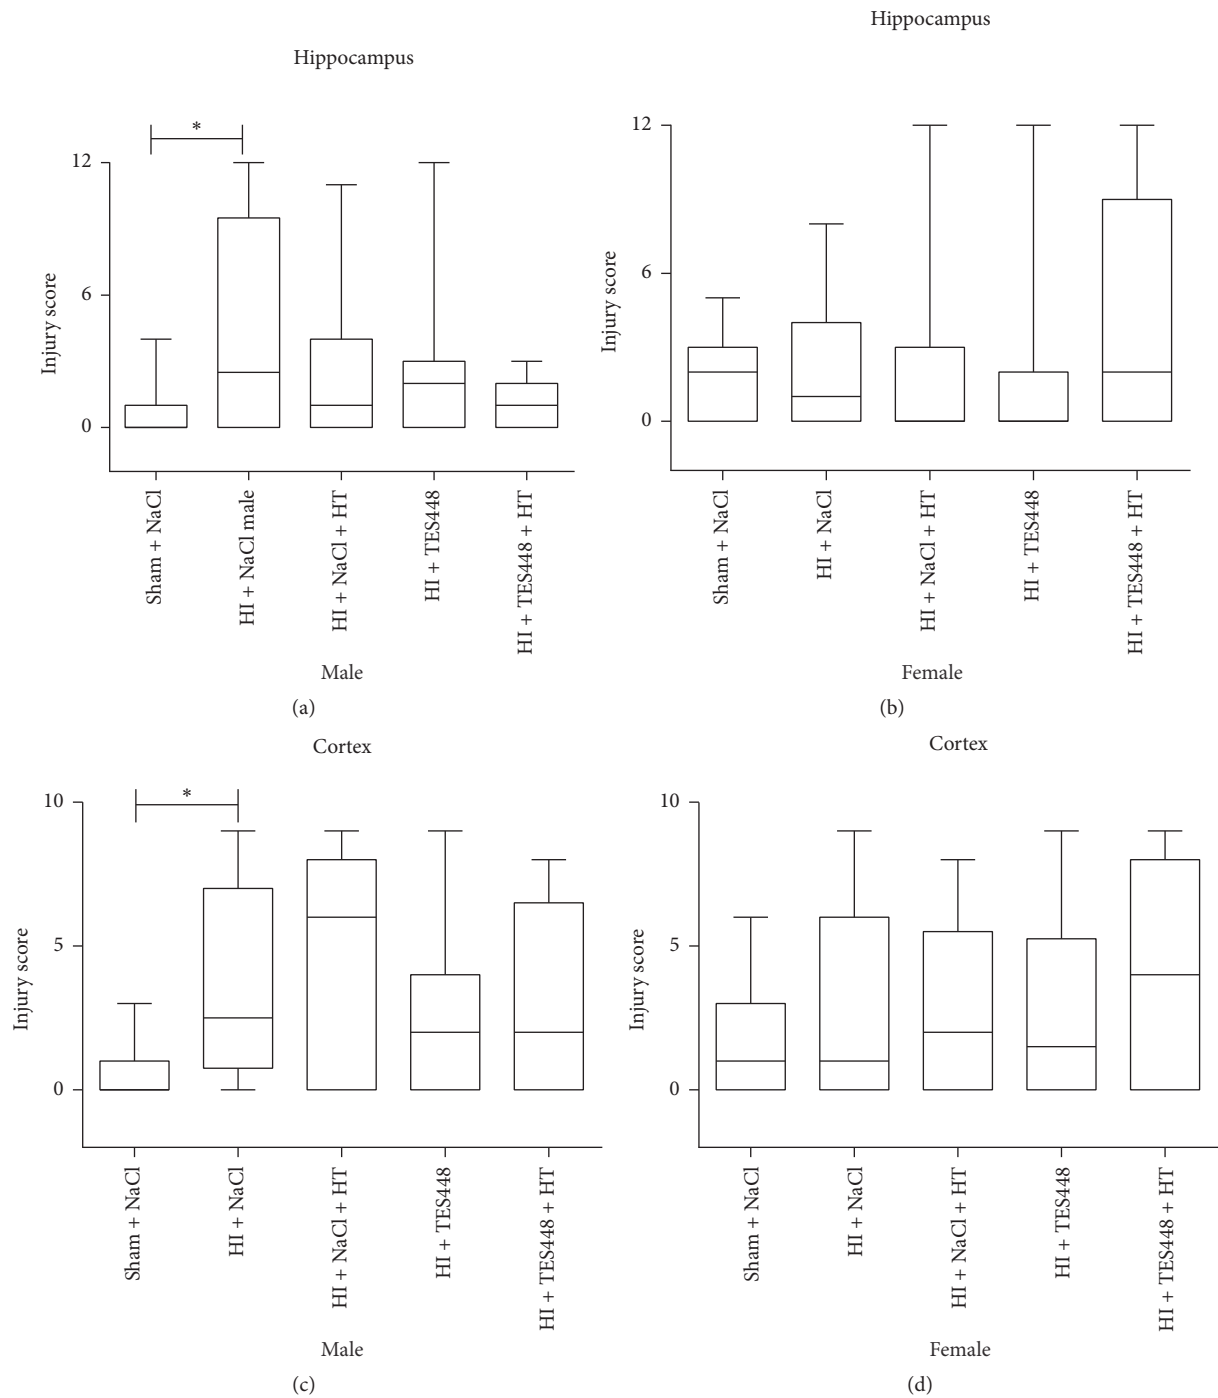 Hippocampus
*
12
6
0
Injury score
Sham + NaCl
HI + NaCl male
HI + NaCl + HT
HI + TES448
HI + TES448 + HT
Male
(a)
Hippocampus
12
6
0
Injury score
Sham + NaCl
HI + NaCl
HI + NaCl + HT
HI + TES448
HI + TES448 + HT
Female
(b)
Cortex
*
10
5
0
Injury score
Sham + NaCl
HI + NaCl
HI + NaCl + HT
HI + TES448
HI + TES448 + HT
Male
(c)
Cortex
10
5
0
Injury score
Sham + NaCl
HI + NaCl
HI + NaCl + HT
HI + TES448
HI + TES448 + HT
Female
(d)